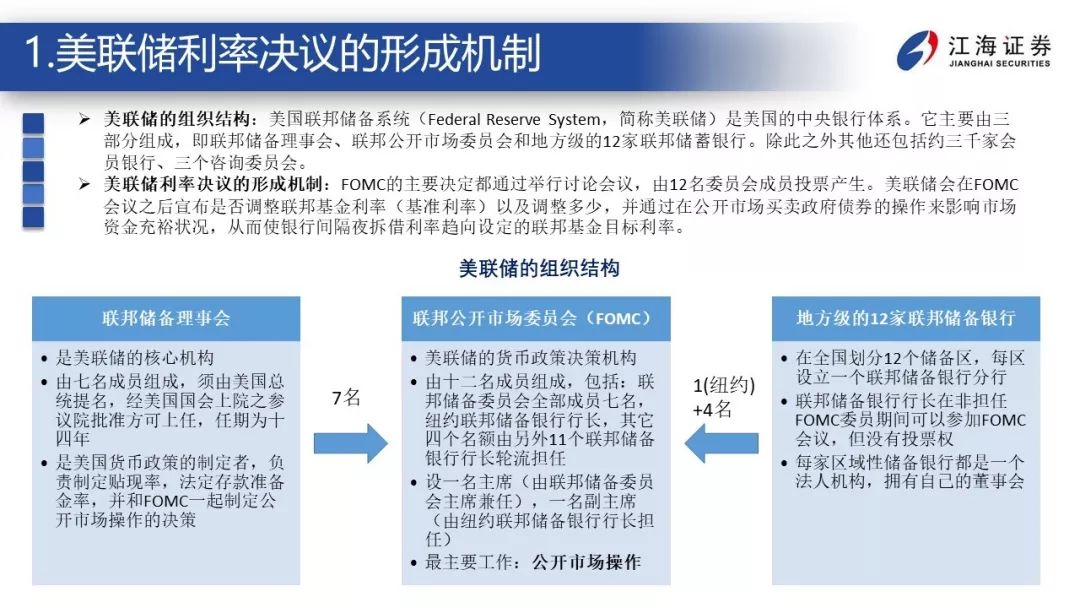 1.美联储利率决议的形成机制
江海证券
JIANGHAI SECURITIES
➢ 美联储的组织结构：美国联邦储备系统（Federal Reserve System，简称美联储）是美国的中央银行体系。它主要由三
部分组成，即联邦储备理事会、联邦公开市场委员会和地方级的12家联邦储蓄银行。除此之外其他还包括约三千家会
员银行、三个咨询委员会。
➢ 美联储利率决议的形成机制：FOMC的主要决定都通过举行讨论会议，由12名委员会成员投票产生。美联储会在FOMC
会议之后宣布是否调整联邦基金利率（基准利率）以及调整多少，并通过在公开市场买卖政府债券的操作来影响市场
资金充裕状况，从而使银行间隔夜拆借利率趋向设定的联邦基金目标利率。
美联储的组织结构
联邦储备理事会
• 是美联储的核心机构
• 由七名成员组成，须由美国总
统提名，经美国国会上院之参
议院批准方可上任，任期为十
四年
• 是美国货币政策的制定者，负
责制定贴现率，法定存款准备
金率，并和FOMC一起制定公
开市场操作的决策
7名
联邦公开市场委员会（FOMC）
• 美联储的货币政策决策机构
• 由十二名成员组成，包括：联
邦储备委员会全部成员七名，
纽约联邦储备银行行长，其它
四个名额由另外11个联邦储备
银行行长轮流担任
• 设一名主席（由联邦储备委员
会主席兼任），一名副主席
（由纽约联邦储备银行行长担
任）
• 最主要工作：公开市场操作
1(纽约)
+4名
地方级的12家联邦储备银行
• 在全国划分12个储备区，每区
设立一个联邦储备银行分行
• 联邦储备银行行长在非担任
FOMC委员期间可以参加FOMC
会议，但没有投票权
• 每家区域性储备银行都是一个
法人机构，拥有自己的董事会